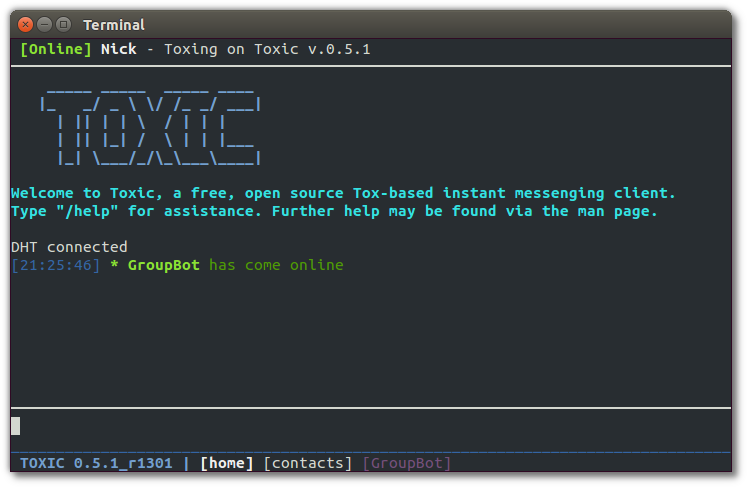 Terminal
[Online] Nick - Toxing on Toxic v.0.5.1
TOXIC
Welcome to Toxic, a free, open source Tox-based instant messenging client.
Type "/help" for assistance. Further help may be found via the man page.
DHT connected
[21:25:46] * GroupBot has come online
TOXIC 0.5.1_r1301 | [home] [contacts] [GroupBot]